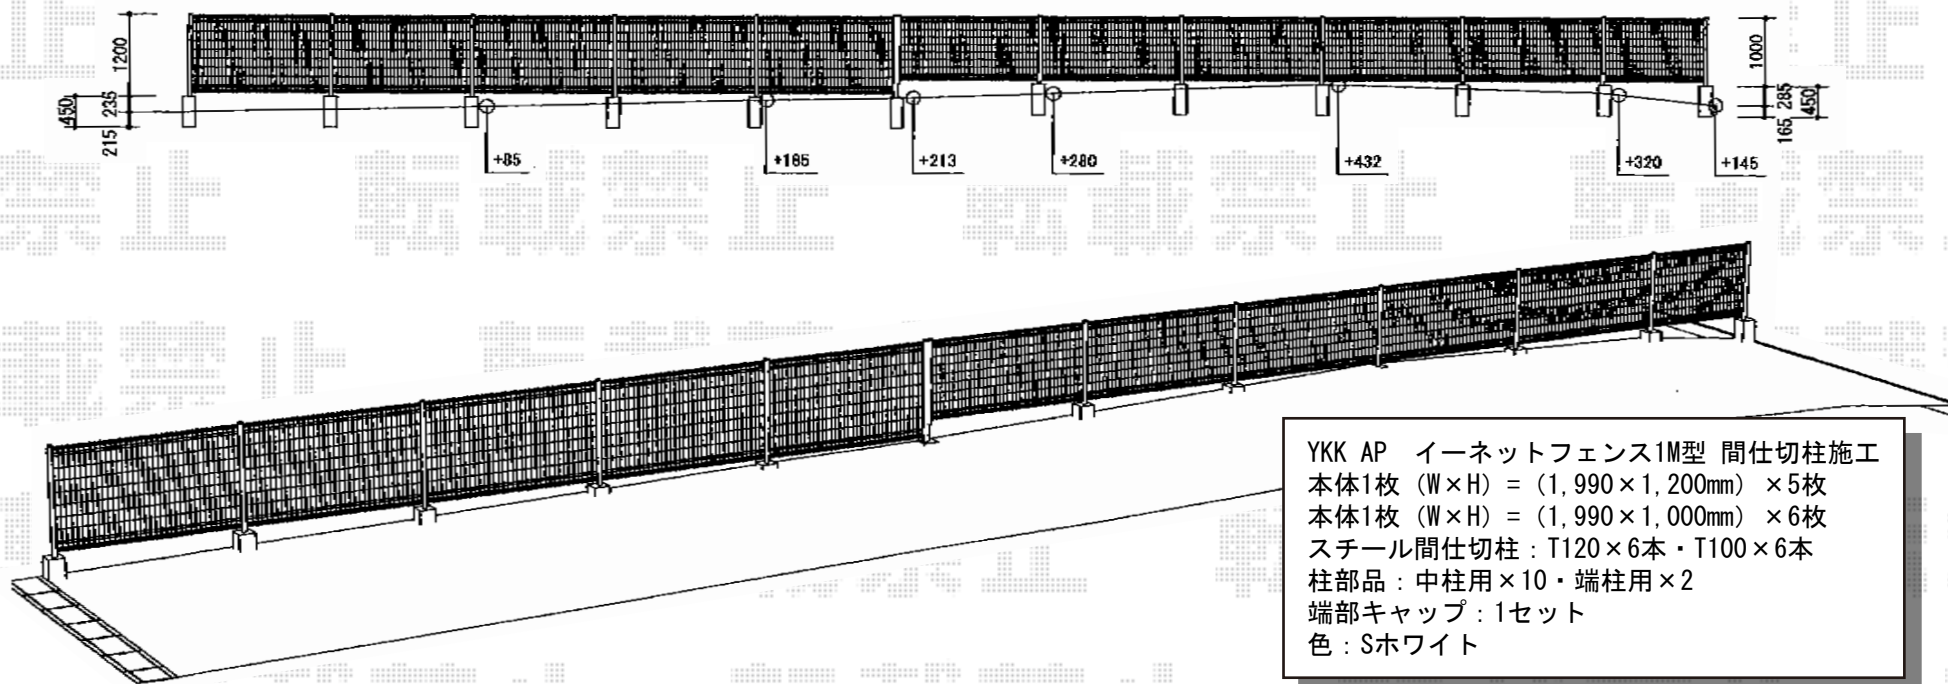 1200
450
235
215
+85
+185
+213
+280
+432
+320
+145
1000
285
450
165
転載禁止
YKK AP イーネットフェンス1M型 間仕切柱施工
本体1枚（W×H）=（1,990×1,200mm）×5枚
本体1枚（W×H）=（1,990×1,000mm）×6枚
スチール間仕切柱：T120×6本・T100×6本
柱部品：中柱用×10・端柱用×2
端部キャップ：1セット
色：Sホワイト